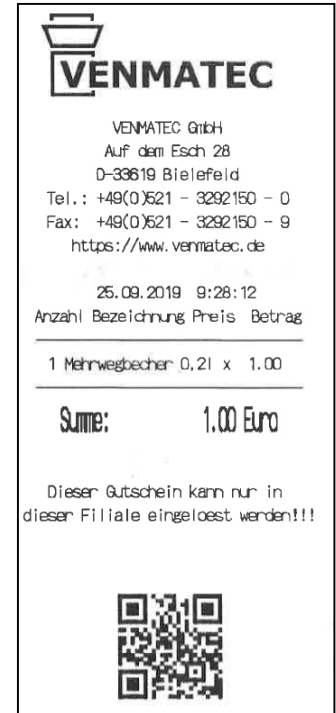 VENMATEC
VENMATEC GmbH
Auf dem Esch 28
D-33619 Bielefeld
Tel.: +49(0)521 - 3292150 - 0
Fax: +49(0)521 - 3292150 - 9
https://www.venmatec.de
25.09.2019 9:28:12
Anzahl Bezeichnung Preis Betrag
1 Mehrwegbecher 0,2l x 1.00
Summe: 1.00 Euro
Dieser Gutschein kann nur in
dieser Filiale eingeloest werden!!!